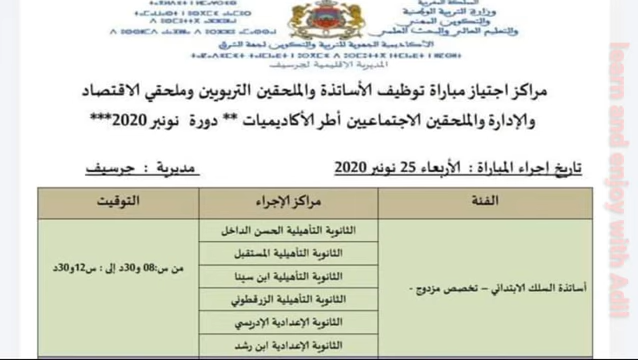 المملكة المغربية
وزارة التربية الوطنية
والتكوين المهني
والتعليم العالي والبحث العلمي
الأكاديمية الجهوية للتربية والتكوين لجهة الشرق
المديرية الإقليمية لجرسيف
مراكز اجتياز مباراة توظيف الأساتذة والملحقين التربويين وملحقي الاقتصاد
والإدارة والملحقين الاجتماعيين أطر الأكاديميات ** دورة نونبر 2020***
تاريخ إجراء المباراة : الأربعاء 25 نونبر 2020 مديرية : جرسيف
الفئة مراكز الإجراء التوقيت
أساتذة السلك الابتدائي – تخصص مزدوج -
الثانوية التأهيلية الحسن الداخل
الثانوية التأهيلية المستقبل
الثانوية التأهيلية ابن سينا
الثانوية التأهيلية الزرقطوني
الثانوية الإعدادية الإدريسي
الثانوية الإعدادية ابن رشد
من س:08 و30د إلى : س12و30د
learn and enjoy with Adil